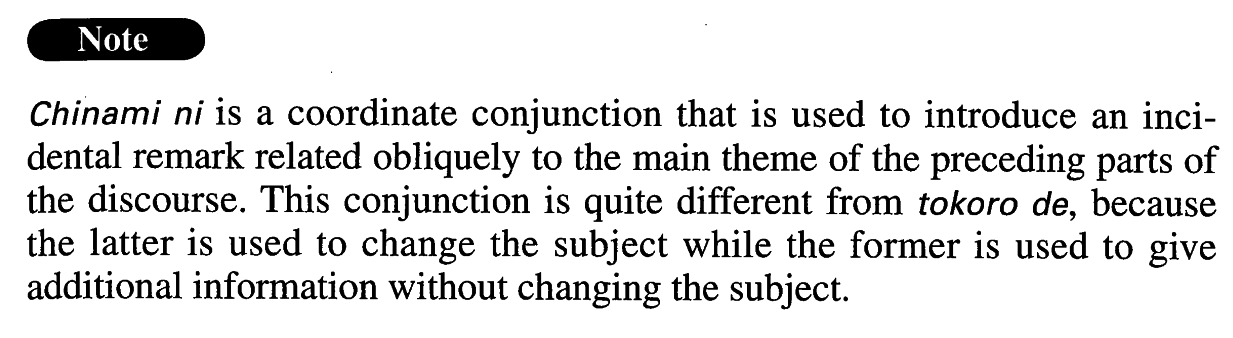 Note
Chinami ni is a coordinate conjunction that is used to introduce an inci-
dental remark related obliquely to the main theme of the preceding parts of
the discourse. This conjunction is quite different from tokoro de, because
the latter is used to change the subject while the former is used to give
additional information without changing the subject.